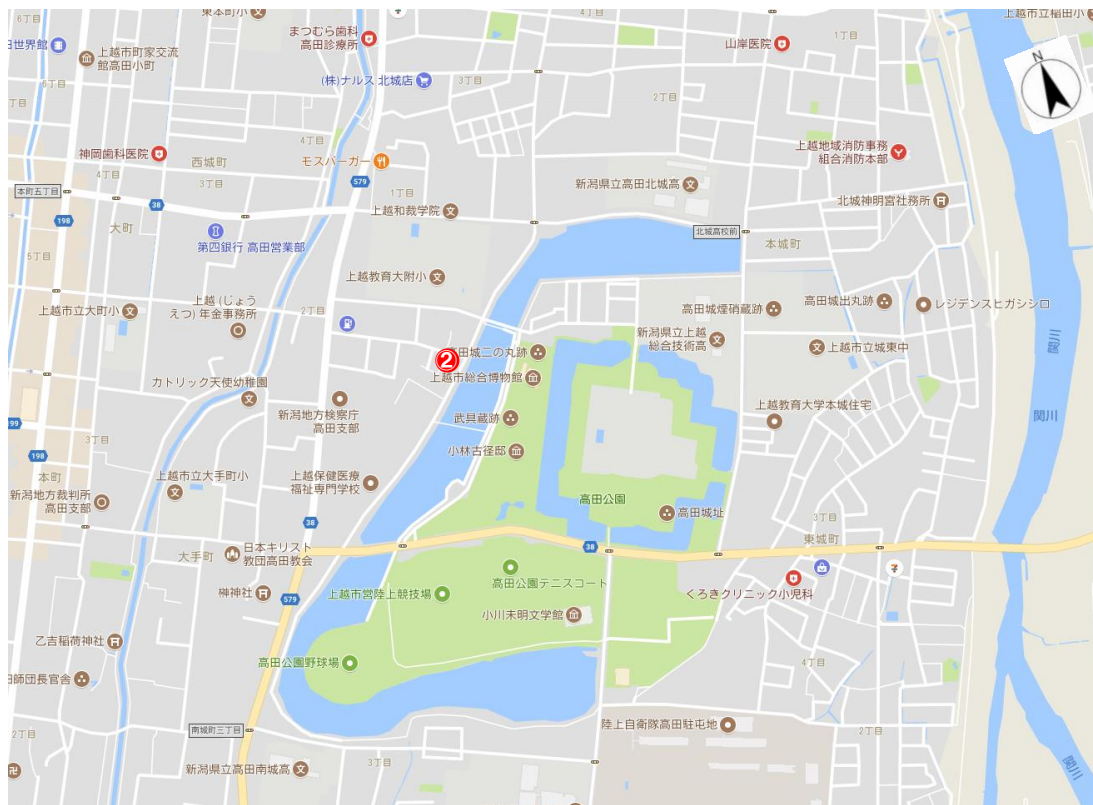 6丁目
東本町小
4丁目
上越市立稲田小
まつむら歯科
高田診療所
山岸医院
1丁目
世界館
上越市町家交流
館高田小町
(株)ナルス 北城店
3丁目
N
6丁目
2丁目
4丁目
神岡歯科医院
西城町
モスバーガー
上越地域消防事務
組合消防本部
4丁目
3丁目
579
1丁目
新潟県立高田北城高
本町五丁目
38
北城神明宮社務所
198
大町
上越和裁学院
第四銀行 高田営業部
北城高校前
本城町
5丁目
上越教育大附小
上越市立大町小
上越 (じょう
えつ) 年金事務所
2丁目
高田城煙硝蔵跡
高田城出丸跡
レジデンスヒガシシロ
新潟県立上越
総合技術高
上越市立城東中
関川
関川
②
高田城二の丸跡
上越市総合博物館
カトリック天使幼稚園
新潟地方検察庁
高田支部
武具蔵跡
上越教育大学本城住宅
199
3丁目
小林古径邸
198
本町
上越市立大手町小
上越保健医療
福祉専門学校
新潟地方裁判所
高田支部
高田公園
高田城址
3丁目
38
東城町
大手町
日本キリスト
教団高田教会
38
高田公園テニスコート
くろきクリニック小児科
榊神社
579
上越市営陸上競技場
小川未明文学館
乙吉稲荷神社
高田公園野球場
4丁目
師団長官舎
南城町三丁目
陸上自衛隊高田駐屯地
2丁目
2丁目
新潟県立高田南城高
3丁目
関川